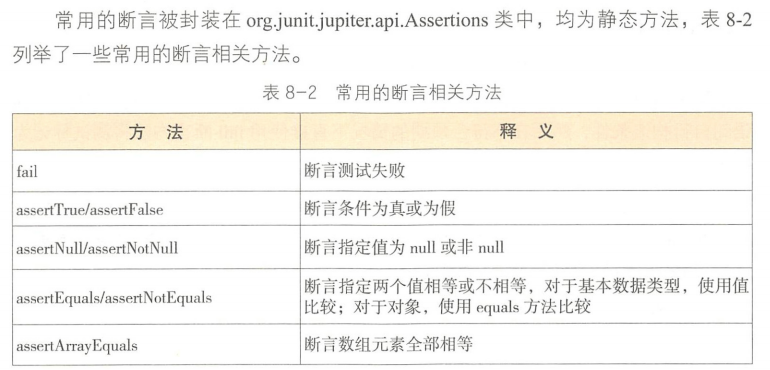 常用的断言被封装在 org.junit.jupiter.api.Assertions 类中，均为静态方法，表 8-2
列举了一些常用的断言相关方法。
表 8-2 常用的断言相关方法
方 法 释 义
fail 断言测试失败
assertTrue/assertFalse 断言条件为真或为假
assertNull/assertNotNull 断言指定值为 null 或非 null
assertEquals/assertNotEquals 断言指定两个值相等或不相等，对于基本数据类型，使用值
比较；对于对象，使用 equals 方法比较
assertArrayEquals 断言数组元素全部相等